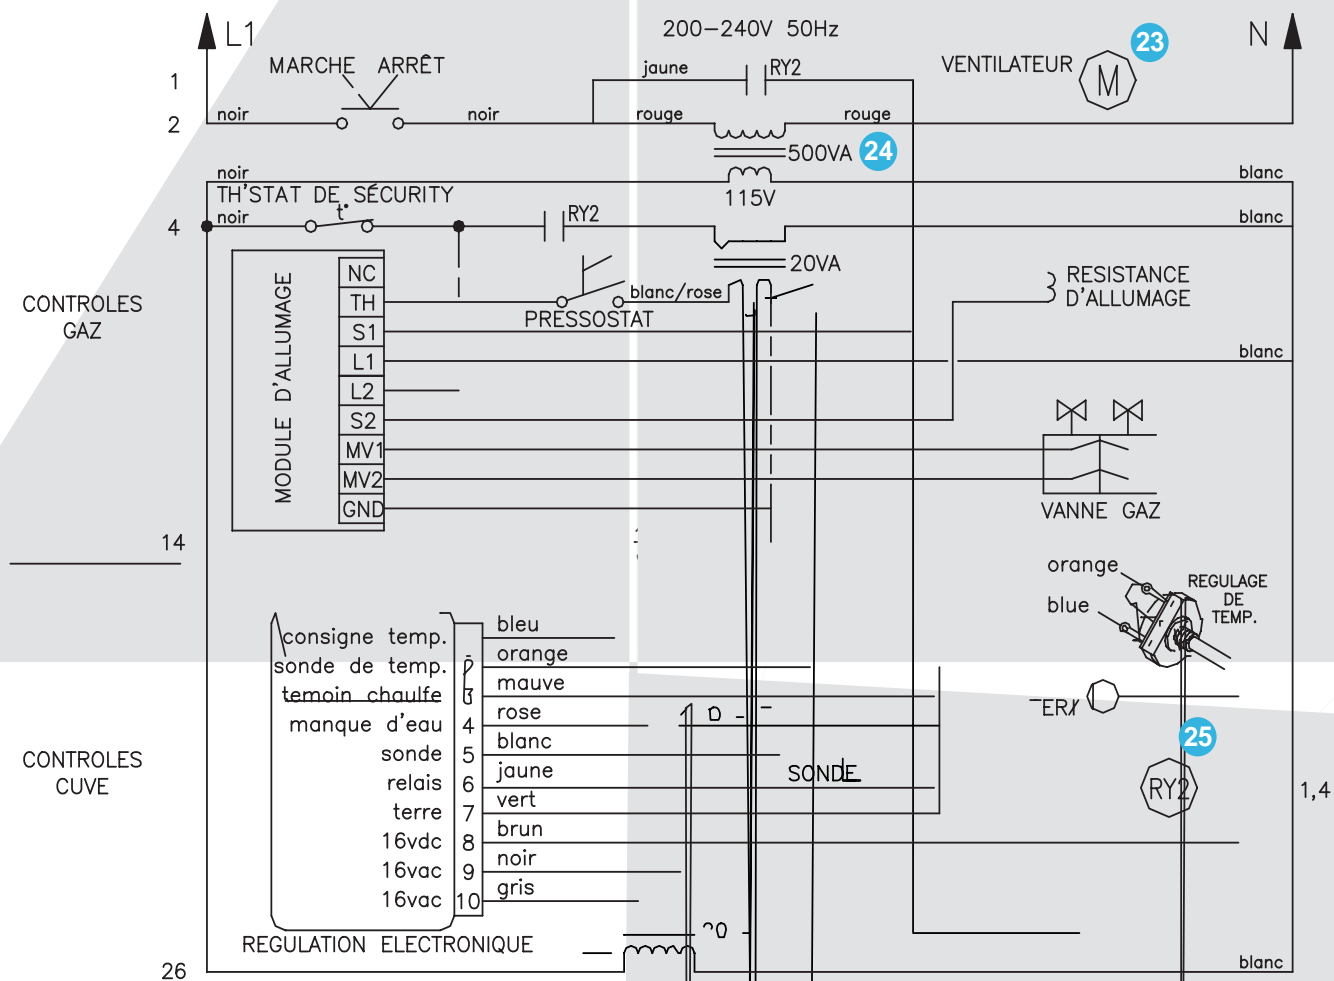 L1
200-240V 50Hz
N
23
MARCHE ARRÊT
jaune
RY2
VENTILATEUR
M
1
noir
noir
rouge
rouge
2
500VA
24
noir
blanc
TH'STAT DE SÉCURITY
115V
t°
noir
RY2
blanc
4
20VA
NC
RESISTANCE
D'ALLUMAGE
CONTROLES
GAZ
MODULE D'ALLUMAGE
TH
blanc/rose
PRESSOSTAT
S1
L1
blanc
L2
S2
MV1
MV2
GND
VANNE GAZ
14
orange
blue
REGULAGE
DE
TEMP.
consigne temp.
bleu
sonde de temp.
orange
temoin chaulfe 3 mauve
manque d'eau 4 rose
sonde 5 blanc
relais 6 jaune
terre 7 vert
16vdc 8 brun
16vac 9 noir
16vac 10 gris
25
CONTROLES
CUVE
SONDE
RY2
1,4
REGULATION ELECTRONIQUE
26
blanc